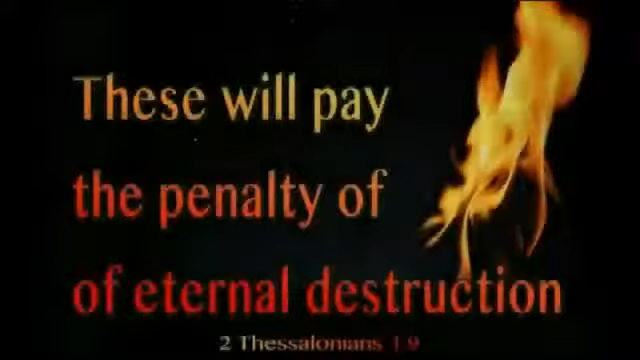 These will pay
the penalty of
of eternal destruction
2 Thessalonians 1 9